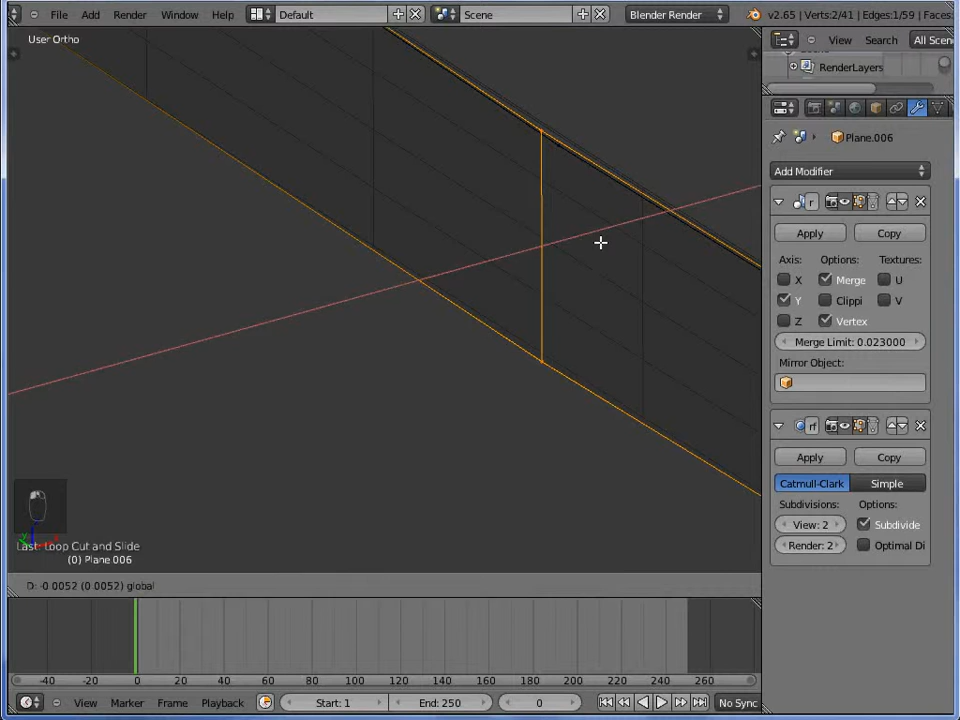 File Add Render Window Help Default Scene Blender Render v2.65 | Verts:2/41 | Edges:1/59 | Faces:
User Ortho
View Search All Scen
RenderLayers
Plane.006
Add Modifier
Apply Copy
Axis: Options: Textures:
X Merge U
Y Clippi V
Z Vertex
Merge Limit: 0.023000
Mirror Object:
rf
Apply Copy
Catmull-Clark Simple
Subdivisions: Options:
View: 2 Subdivide
Render: 2 Optimal Di
Last: Loop Cut and Slide
(0) Plane.006
D: -0.0052 (0.0052) global
-40 -20 0 20 40 60 80 100 120 140 160 180 200 220 240 260
View Marker Frame Playback Start: 1 End: 250 0 No Sync